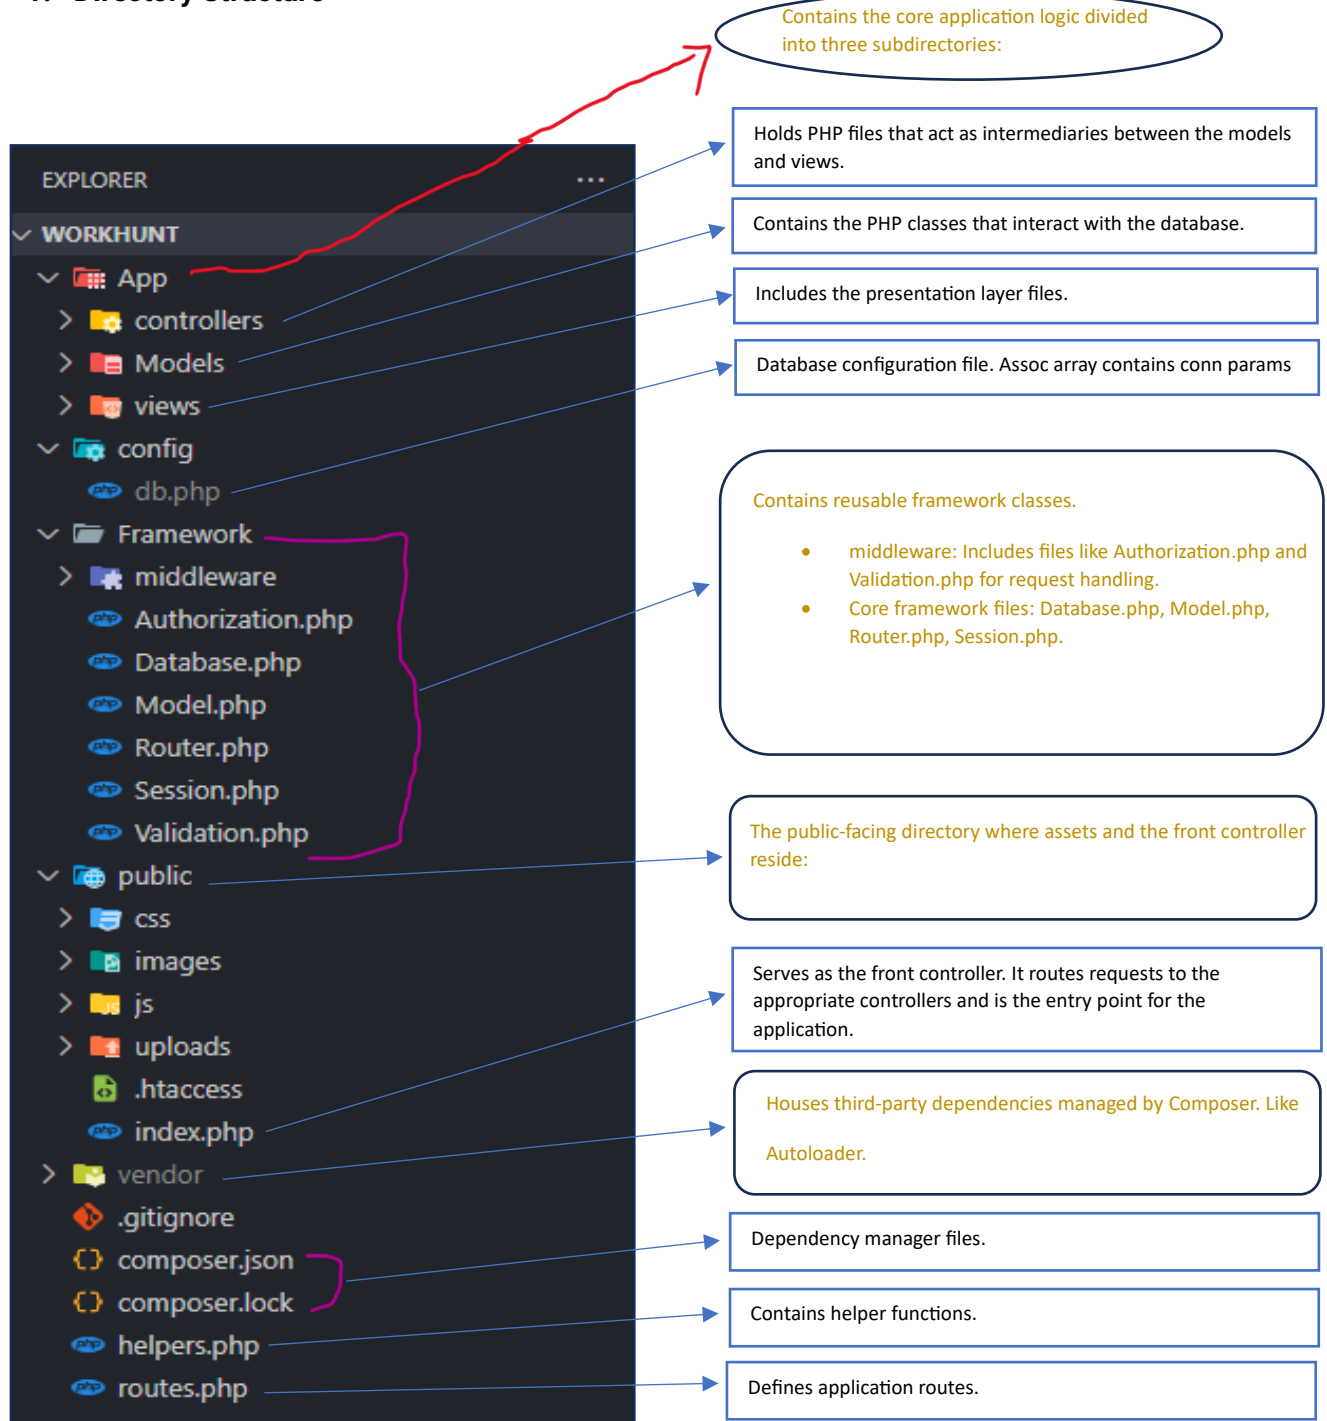 Directory Structure
Contains the core application logic divided
into three subdirectories:
Holds PHP files that act as intermediaries between the models
and views.
Contains the PHP classes that interact with the database.
Includes the presentation layer files.
Database configuration file. Assoc array contains conn params
Contains reusable framework classes.
• middleware: Includes files like Authorization.php and
Validation.php for request handling.
• Core framework files: Database.php, Model.php,
Router.php, Session.php.
The public-facing directory where assets and the front controller
reside:
Serves as the front controller. It routes requests to the
appropriate controllers and is the entry point for the
application.
Houses third-party dependencies managed by Composer. Like
Autoloader.
Dependency manager files.
Contains helper functions.
Defines application routes.
EXPLORER
WORKHUNT
App
controllers
Models
views
config
db.php
Framework
middleware
Authorization.php
Database.php
Model.php
Router.php
Session.php
Validation.php
public
css
images
JS js
uploads
.htaccess
php index.php
vendor
.gitignore
composer.json
composer.lock
php helpers.php
php routes.php